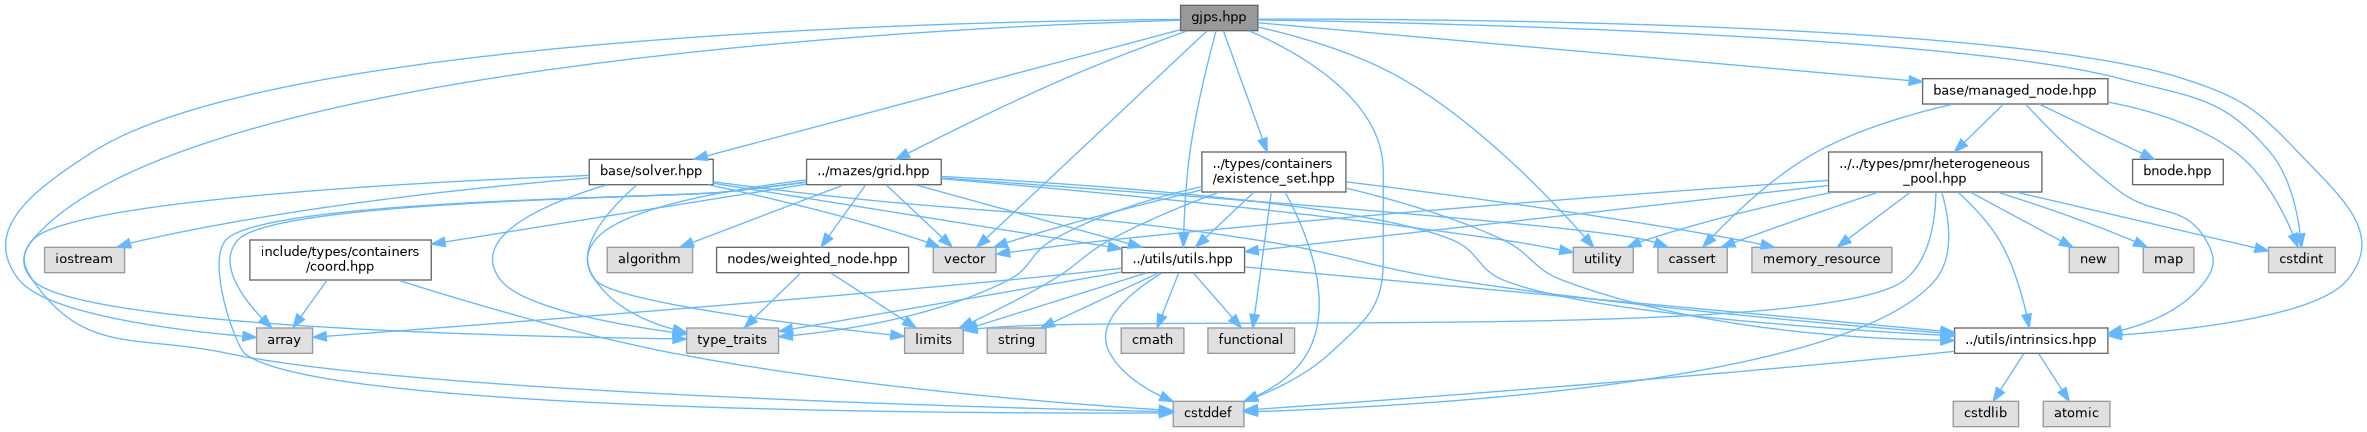 gjps.hpp
base/managed_node.hpp
base/solver.hpp
../mazes/grid.hpp
../types/containers
/existence_set.hpp
../../types/pmr/heterogeneous
_pool.hpp
bnode.hpp
iostream
include/types/containers
/coord.hpp
algorithm
nodes/weighted_node.hpp
vector
../utils/utils.hpp
utility
cassert
memory_resource
new
map
cstdint
array
type_traits
limits
string
cmath
functional
../utils/intrinsics.hpp
cstddef
cstdlib
atomic